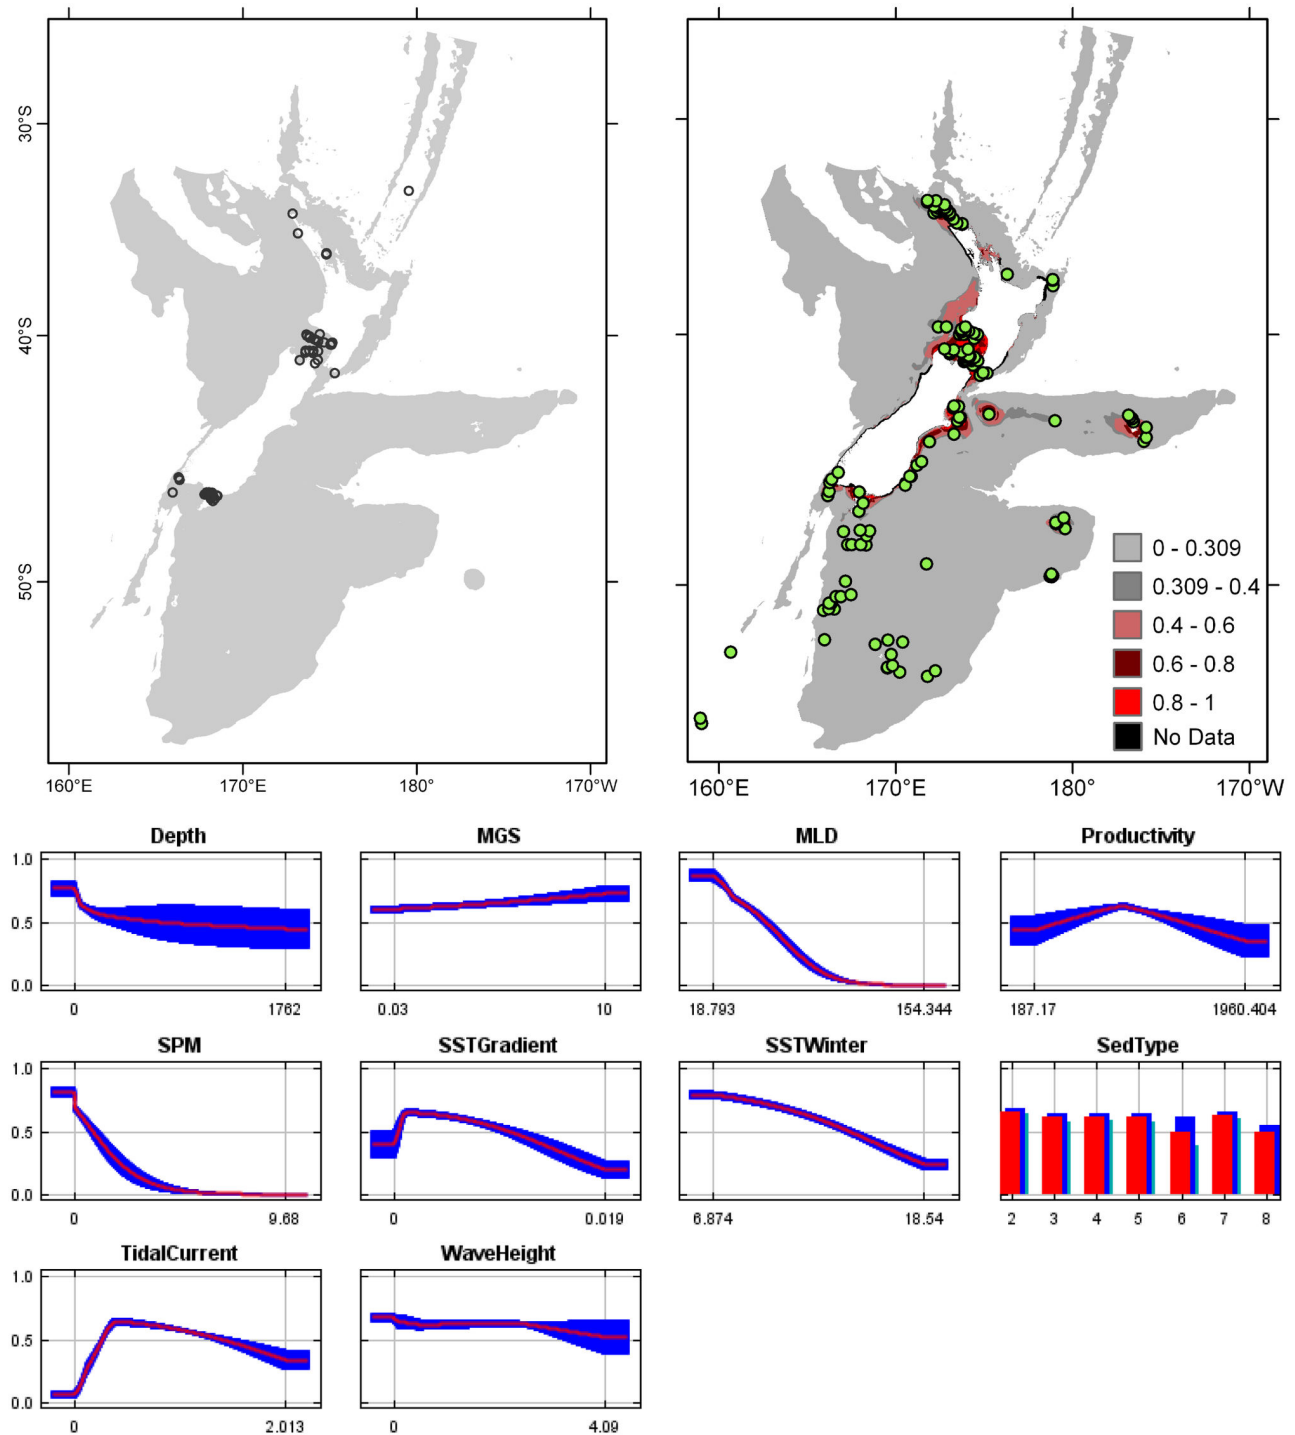 30°S
40°S
50°S
160°E 170°E 180° 170°W
0 - 0.309
0.309 - 0.4
0.4 - 0.6
0.6 - 0.8
0.8 - 1
No Data
160°E 170°E 180° 170°W
Depth MGS MLD Productivity
1.0
0.5
0.0
0 1762 0.03 10 18.793 154.344 187.17 1960.404
SPM SSTGradient SSTWinter SedType
1.0
0.5
0.0
0 9.68 0 0.019 6.874 18.54 2 3 4 5 6 7 8
TidalCurrent WaveHeight
1.0
0.5
0.0
0 2.013 0 4.09